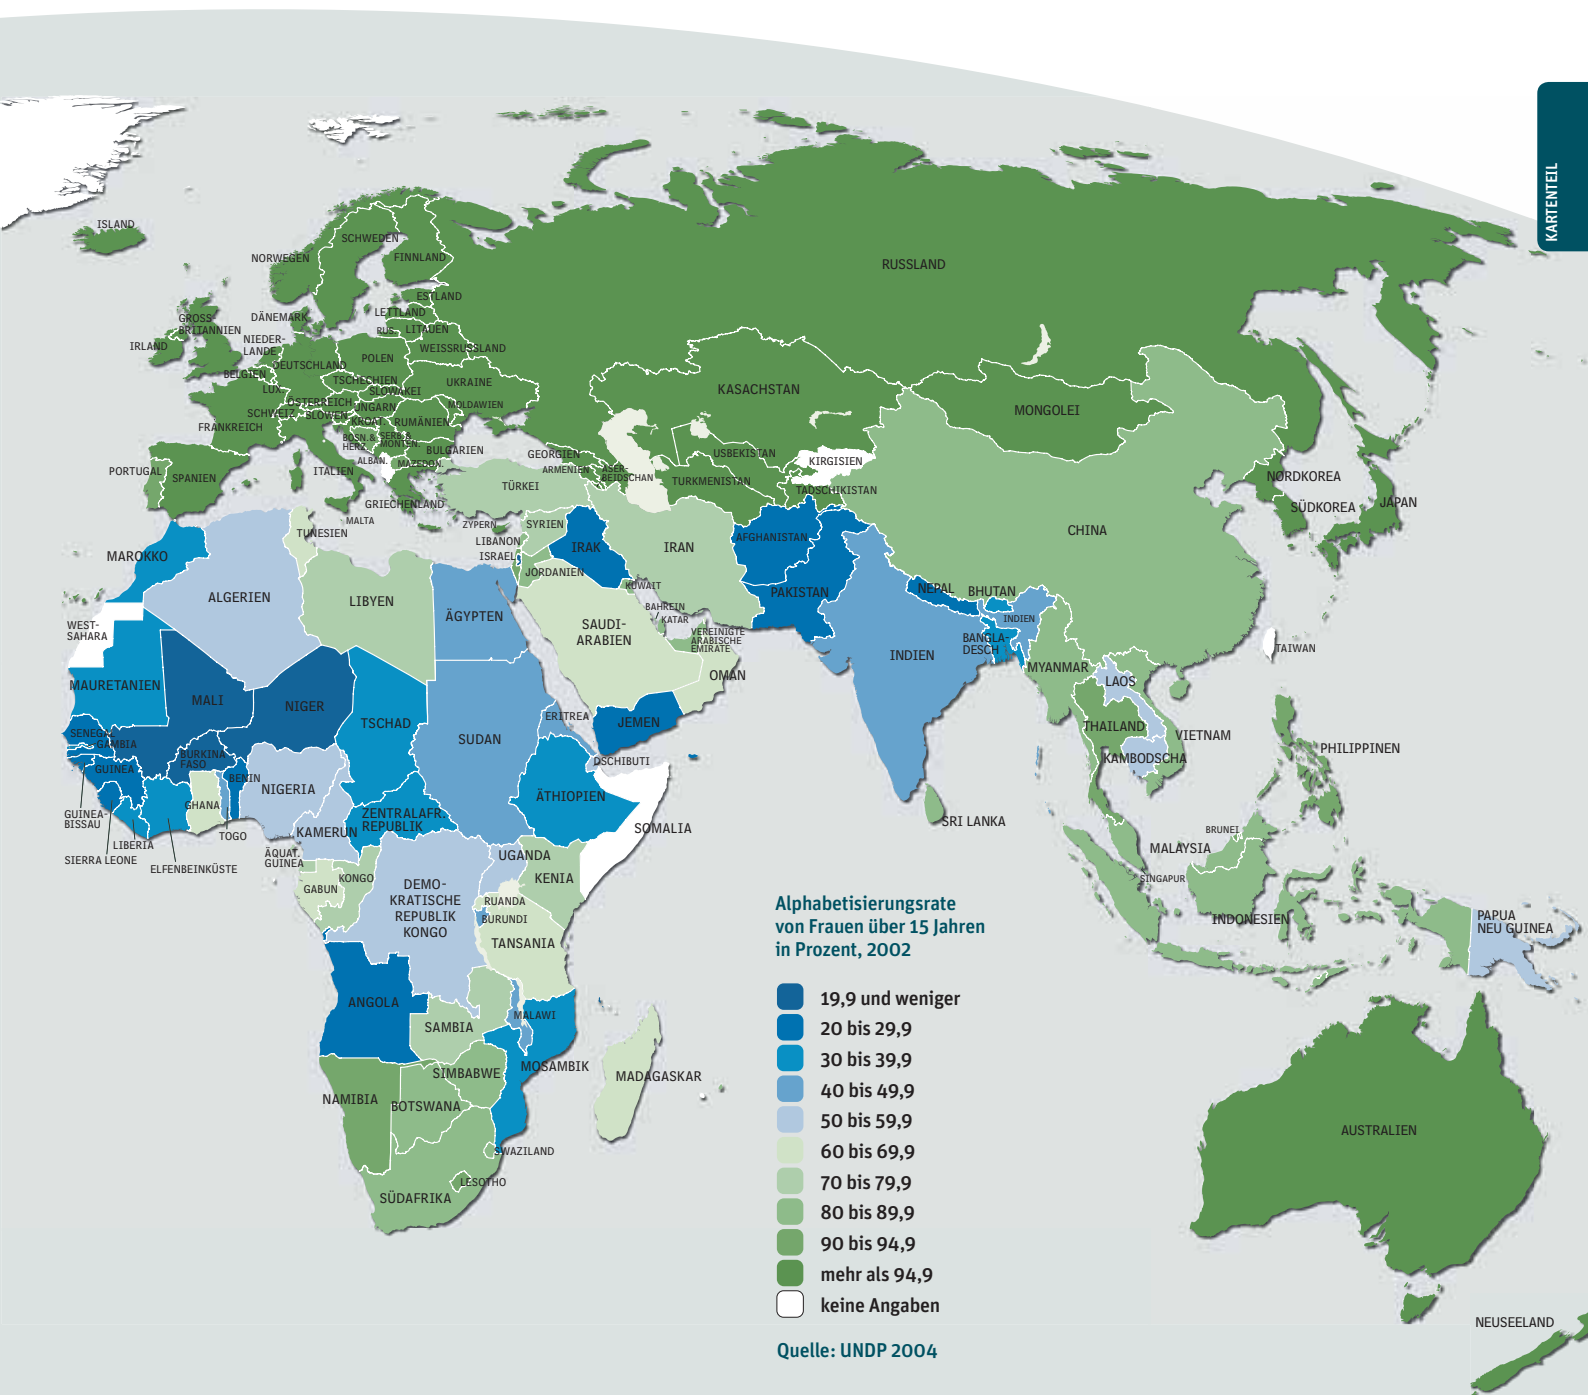 KARTENTEIL
ISLAND
NORWEGEN
SCHWEDEN
FINNLAND
RUSSLAND
ESTLAND
LETTLAND
LITAUEN
RUS.
DÄNEMARK
GROSS-
BRITANNIEN
IRLAND
NIEDER-
LANDE
BELGIEN
DEUTSCHLAND
LUX.
POLEN
WEISSRUSSLAND
TSCHECHIEN
SLOWAKEI
UKRAINE
ÖSTERREICH
UNGARN
MOLDAWIEN
SCHWEIZ
SLOWEN.
KROAT.
RUMÄNIEN
FRANKREICH
BOSN.&
HERZ.
SERB.&
MONTEN.
BULGARIEN
ALBAN.
MAZEDON.
PORTUGAL
SPANIEN
ITALIEN
GRIECHENLAND
MALTA
TÜRKEI
ZYPERN
GEORGIEN
ARMENIEN
ASER-
BEIDSCHAN
KASACHSTAN
USBEKISTAN
TURKMENISTAN
KIRGISIEN
TADSCHIKISTAN
MONGOLEI
CHINA
NORDKOREA
SÜDKOREA
JAPAN
TAIWAN
SYRIEN
LIBANON
ISRAEL
JORDANIEN
IRAK
IRAN
KUWAIT
BAHREIN
KATAR
VEREINIGTE
ARABISCHE
EMIRATE
SAUDI-
ARABIEN
OMAN
JEMEN
AFGHANISTAN
PAKISTAN
NEPAL
BHUTAN
INDIEN
BANGLA-
DESCH
INDIEN
SRI LANKA
MYANMAR
LAOS
THAILAND
VIETNAM
KAMBODSCHA
PHILIPPINEN
BRUNEI
MALAYSIA
SINGAPUR
INDONESIEN
PAPUA
NEU GUINEA
AUSTRALIEN
NEUSEELAND
MAROKKO
TUNESIEN
ALGERIEN
LIBYEN
ÄGYPTEN
WEST-
SAHARA
MAURETANIEN
MALI
NIGER
TSCHAD
SUDAN
ERITREA
DSCHIBUTI
SENEGAL
GAMBIA
GUINEA
GUINEA-
BISSAU
SIERRA LEONE
LIBERIA
ELFENBEINKÜSTE
BURKINA
FASO
GHANA
TOGO
BENIN
NIGERIA
KAMERUN
ÄQUAT.
GUINEA
ZENTRALAFR.
REPUBLIK
ÄTHIOPIEN
SOMALIA
UGANDA
KENIA
GABUN
KONGO
DEMO-
KRATISCHE
REPUBLIK
KONGO
RUANDA
BURUNDI
TANSANIA
ANGOLA
SAMBIA
MALAWI
MOSAMBIK
SIMBABWE
NAMIBIA
BOTSWANA
MADAGASKAR
SWAZILAND
LESOTHO
SÜDAFRIKA
Alphabetisierungsrate
von Frauen über 15 Jahren
in Prozent, 2002
19,9 und weniger
20 bis 29,9
30 bis 39,9
40 bis 49,9
50 bis 59,9
60 bis 69,9
70 bis 79,9
80 bis 89,9
90 bis 94,9
mehr als 94,9
keine Angaben
Quelle: UNDP 2004